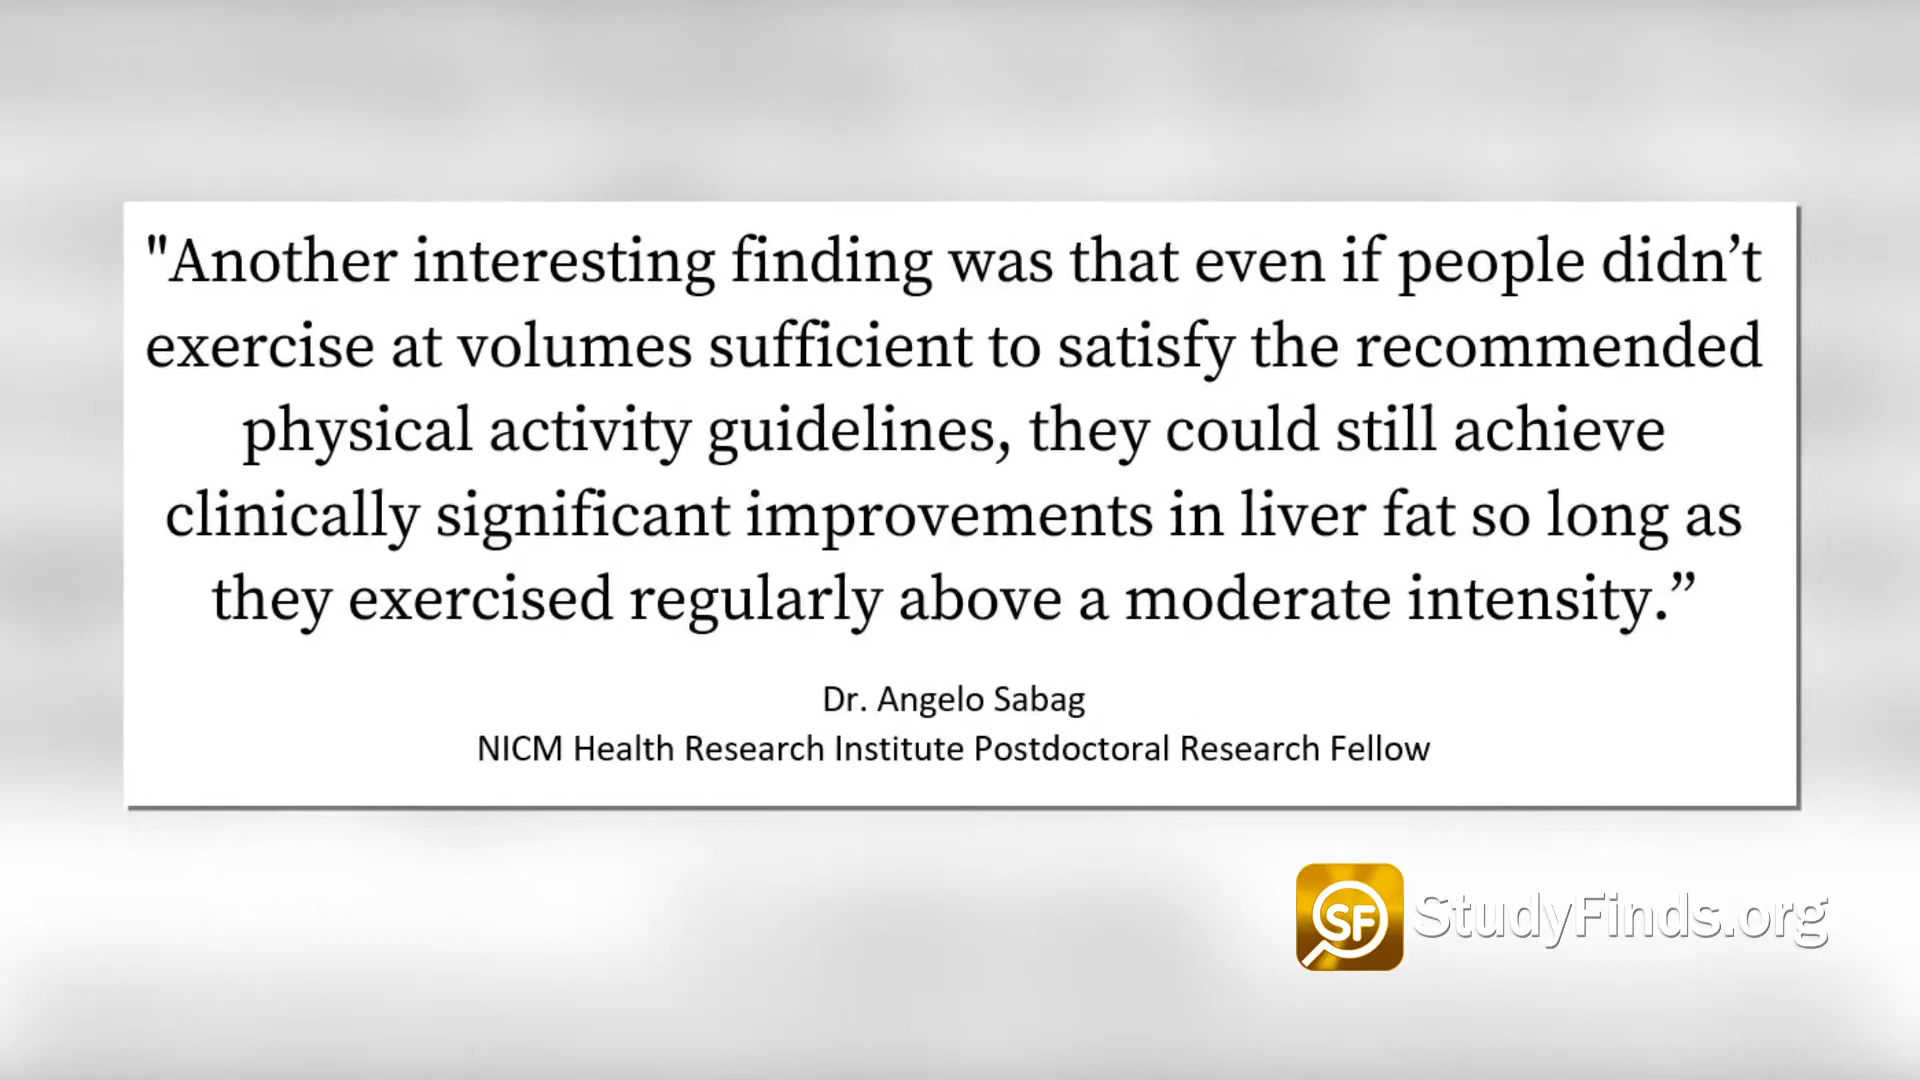 "Another interesting finding was that even if people didn’t
exercise at volumes sufficient to satisfy the recommended
physical activity guidelines, they could still achieve
clinically significant improvements in liver fat so long as
they exercised regularly above a moderate intensity.”
Dr. Angelo Sabag
NICM Health Research Institute Postdoctoral Research Fellow
SF StudyFinds.org